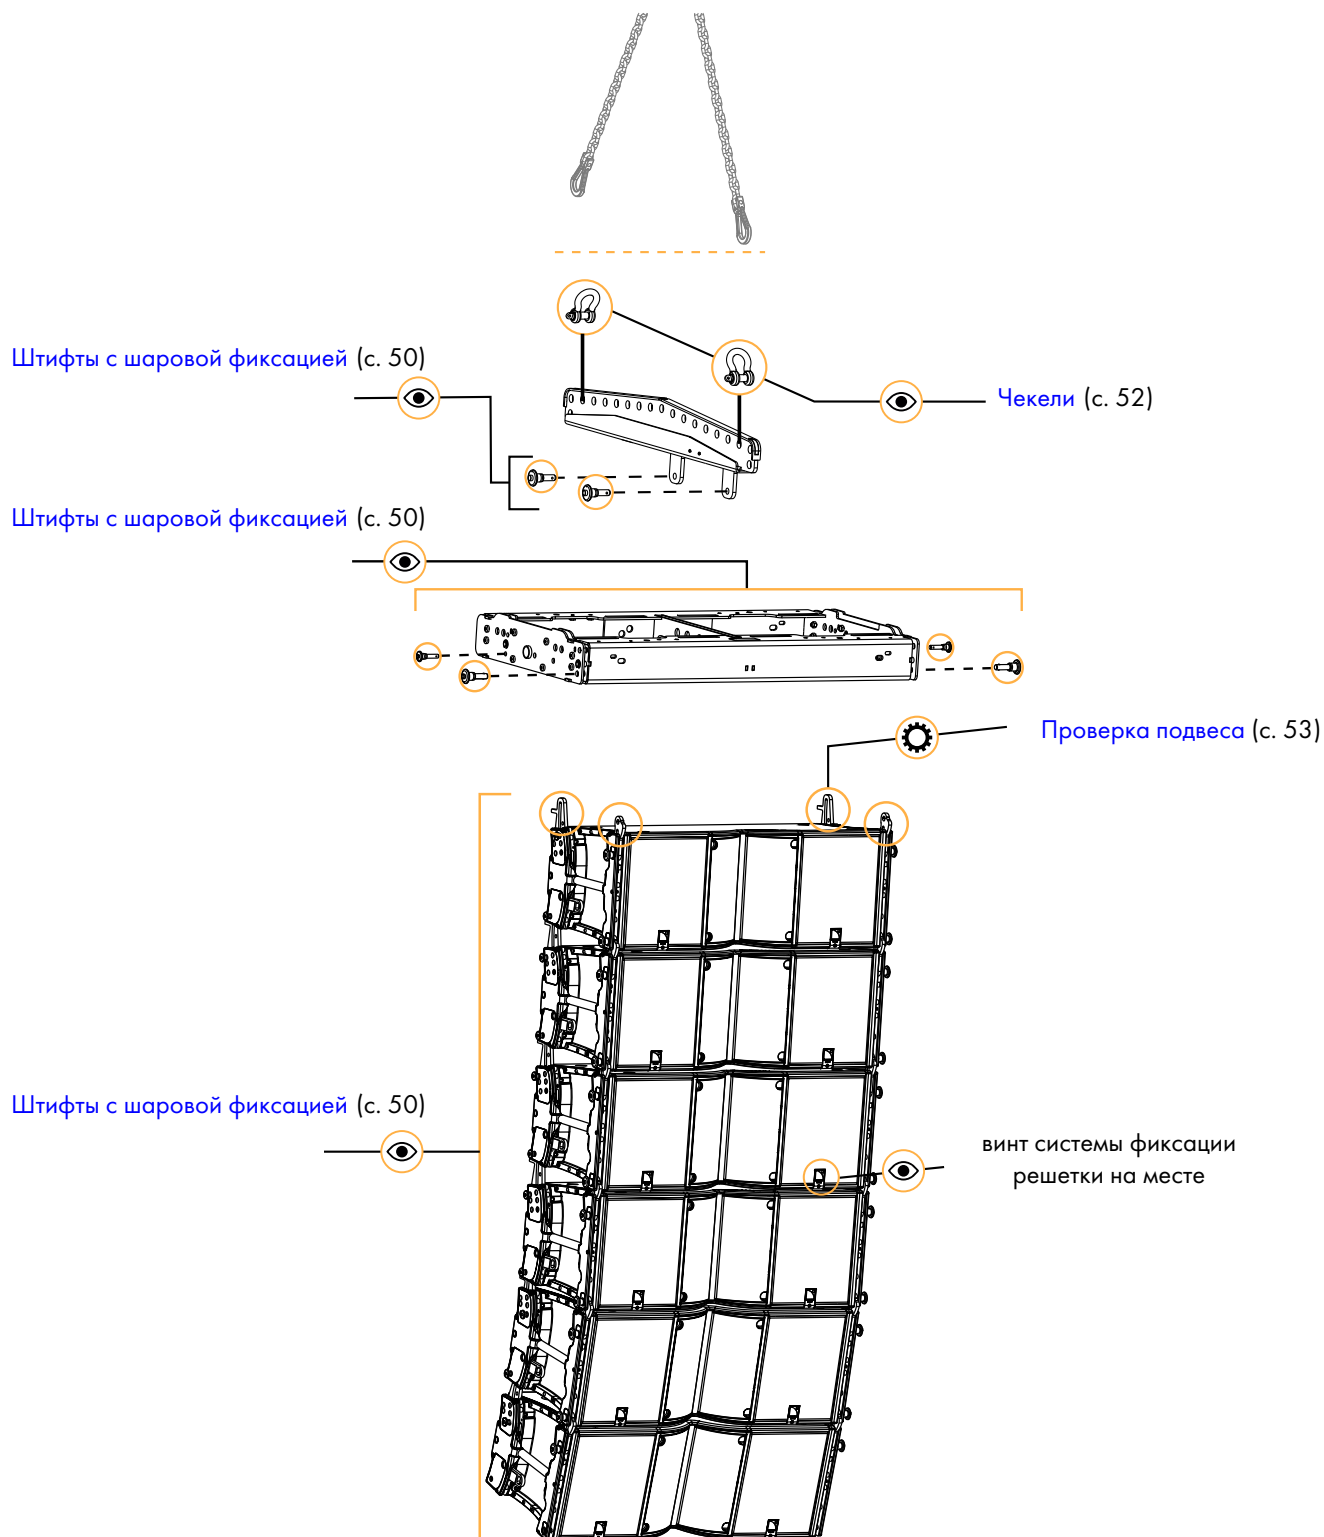 Штифты с шаровой фиксацией (с. 50)
Чекели (с. 52)
Штифты с шаровой фиксацией (с. 50)
Проверка подвеса (с. 53)
Штифты с шаровой фиксацией (с. 50)
винт системы фиксации
решетки на месте